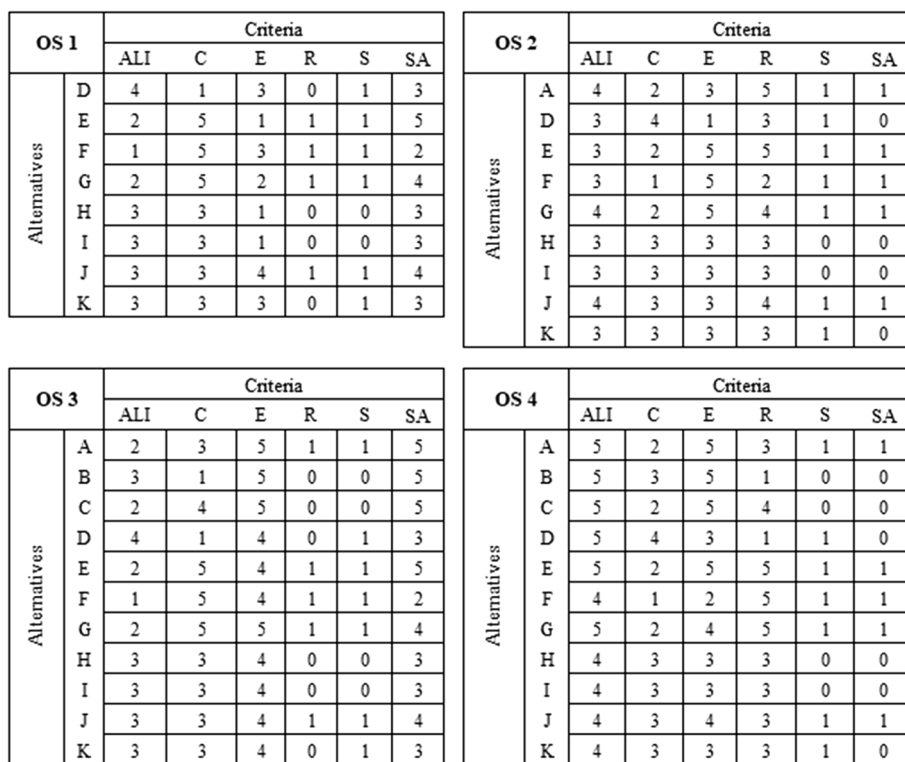 OS 1 Criteria
ALI C E R S SA
Alternatives
D 4 1 3 0 1 3
E 2 5 1 1 1 5
F 1 5 3 1 1 2
G 2 5 2 1 1 4
H 3 3 1 0 0 3
I 3 3 1 0 0 3
J 3 3 4 1 1 4
K 3 3 3 0 1 3
OS 2 Criteria
ALI C E R S SA
Alternatives
A 4 2 3 5 1 1
D 3 4 1 3 1 0
E 3 2 5 5 1 1
F 3 1 5 2 1 1
G 4 2 5 4 1 1
H 3 3 3 3 0 0
I 3 3 3 3 0 0
J 4 3 3 4 1 1
K 3 3 3 3 1 0
OS 3 Criteria
ALI C E R S SA
Alternatives
A 2 3 5 1 1 5
B 3 1 5 0 0 5
C 2 4 5 0 0 5
D 4 1 4 0 1 3
E 2 5 4 1 1 5
F 1 5 4 1 1 2
G 2 5 5 1 1 4
H 3 3 4 0 0 3
I 3 3 4 0 0 3
J 3 3 4 1 1 4
K 3 3 4 0 1 3
OS 4 Criteria
ALI C E R S SA
Alternatives
A 5 2 5 3 1 1
B 5 3 5 1 0 0
C 5 2 5 4 0 0
D 5 4 3 1 1 0
E 5 2 5 5 1 1
F 4 1 2 5 1 1
G 5 2 4 5 1 1
H 4 3 3 3 0 0
I 4 3 3 3 0 0
J 4 3 4 3 1 1
K 4 3 3 3 1 0